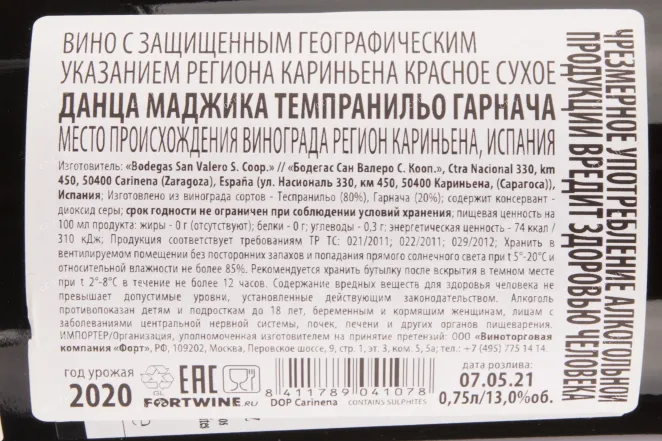 ВИНО С ЗАЩИЩЕННЫМ ГЕОГРАФИЧЕСКИМ
УКАЗАНИЕМ РЕГИОНА КАРИНЬЕНА КРАСНОЕ СУХОЕ
ДАНЦА МАДЖИКА ТЕМПРАНИЛЬО ГАРНАЧА
МЕСТО ПРОИСХОЖДЕНИЯ ВИНОГРАДА РЕГИОН КАРИНЬЕНА, ИСПАНИЯ
Изготовитель: «Bodegas San Valero S. Coop.» // «Бодегас Сан Валеро С. Кооп.», Ctra Nacional 330, km
450, 50400 Carinena (Zaragoza), España (ул. Насиональ 330, км 450, 50400 Кариньена, (Сарагоса)),
Испания; Изготовлено из винограда сортов - Теспранильо (80%), Гарнача (20%); содержит консервант -
диоксид серы; срок годности не ограничен при соблюдении условий хранения; пищевая ценность на
100 мл продукта: жиры - 0 г (отсутствуют); белки - 0 г; углеводы - 0,3 г; энергетическая ценность - 74 ккал /
310 кДж; Продукция соответствует требованиям ТР ТС: 021/2011; 022/2011; 029/2012; Хранить в
вентилируемом помещении без посторонних запахов и попадания прямого солнечного света при t 5°-20°C и
относительной влажности не более 85%. Рекомендуется хранить бутылку после вскрытия в темном месте
при t 2°-8°C в течение не более 12 часов. Содержание вредных веществ для здоровья человека не
превышает допустимые уровни, установленные действующим законодательством. Алкоголь
противопоказан детям и подросткам до 18 лет, беременным и кормящим женщинам, лицам с
заболеваниями центральной нервной системы, почек, печени и других органов пищеварения.
ИМПОРТЕР/Организация, уполномоченная изготовителем на принятие претензий: ООО «Виноторговая
компания «Форт», РФ, 109202, Москва, Перовское шоссе, 9, стр. 1, эт. 3, ком. 5, 5а; тел.: +7 (495) 775 14 14.
год урожая
2020
GL
FORTWINE.RU
EAC
8411789041078
DOP Carinena
CONTAINS SULPHITES
дата розлива:
07.05.21
0,75л/13,0%об.
ЧРЕЗМЕРНОЕ УПОТРЕБЛЕНИЕ АЛКОГОЛЬНОЙ
ПРОДУКЦИИ ВРЕДИТ ЗДОРОВЬЮ ЧЕЛОВЕКА